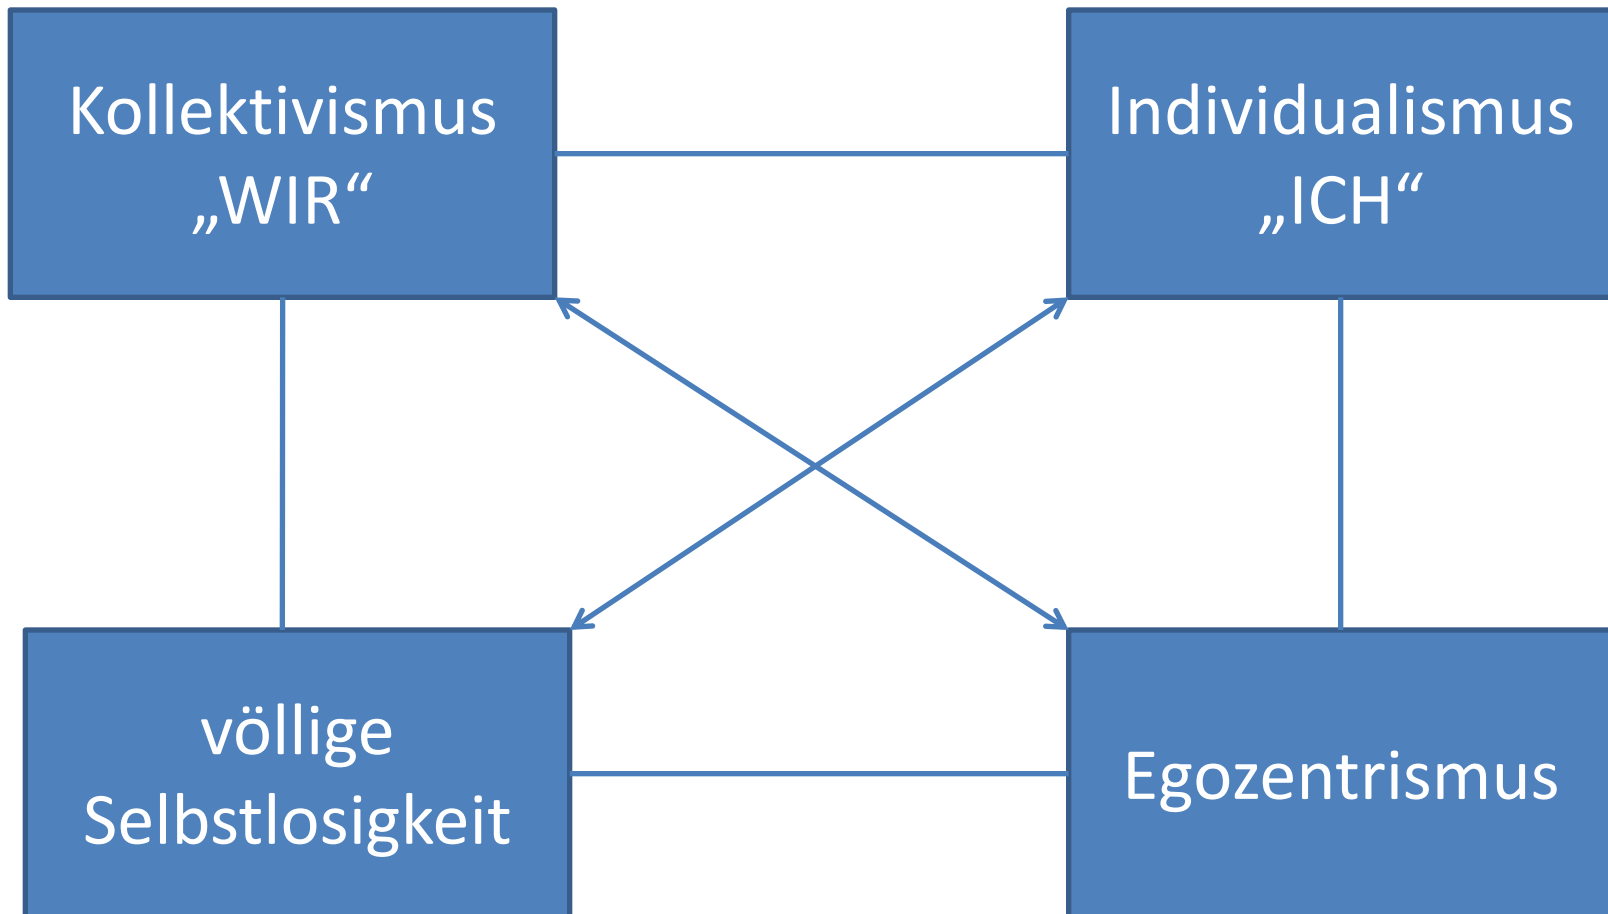 Kollektivismus
„WIR“
Individualismus
„ICH“
völlige
Selbstlosigkeit
Egozentrismus